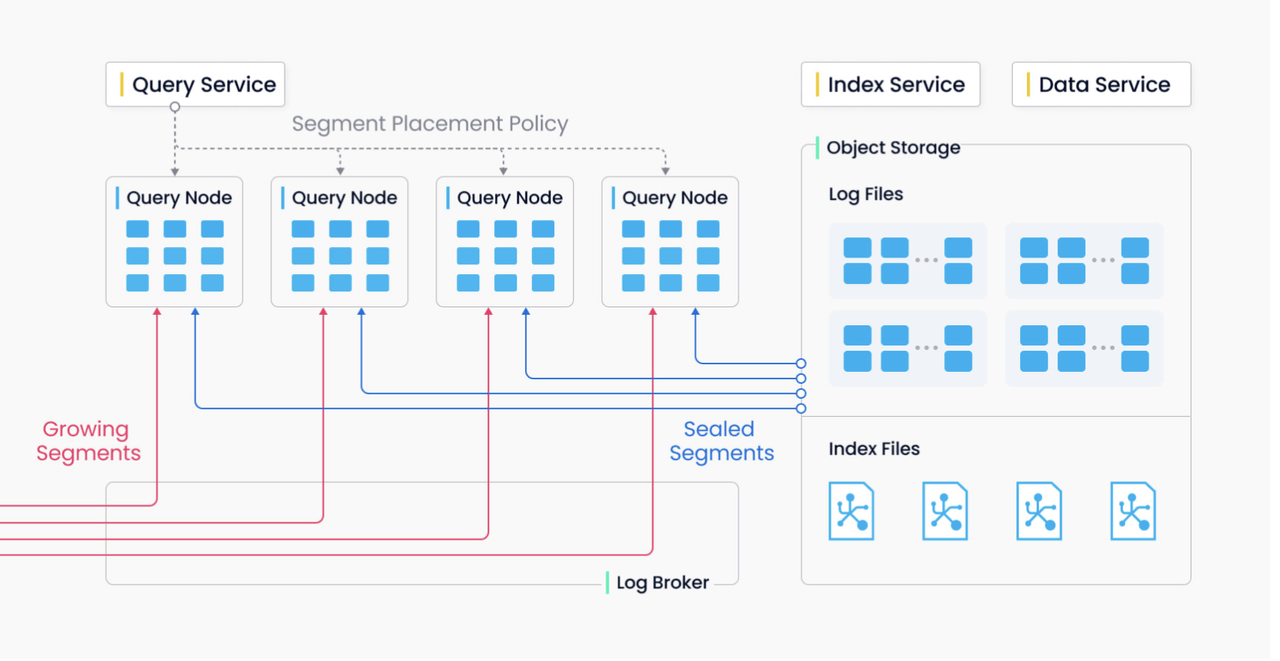 Query Service
Index Service
Data Service
Segment Placement Policy
Object Storage
Query Node
Query Node
Query Node
Query Node
Log Files
Growing
Segments
Sealed
Segments
Index Files
Log Broker